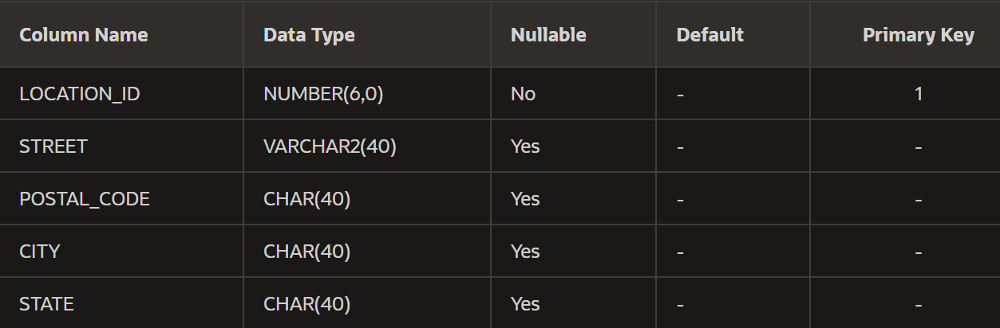 Column Name Data Type Nullable Default Primary Key
LOCATION_ID NUMBER(6,0) No - 1
STREET VARCHAR2(40) Yes - -
POSTAL_CODE CHAR(40) Yes - -
CITY CHAR(40) Yes - -
STATE CHAR(40) Yes - -